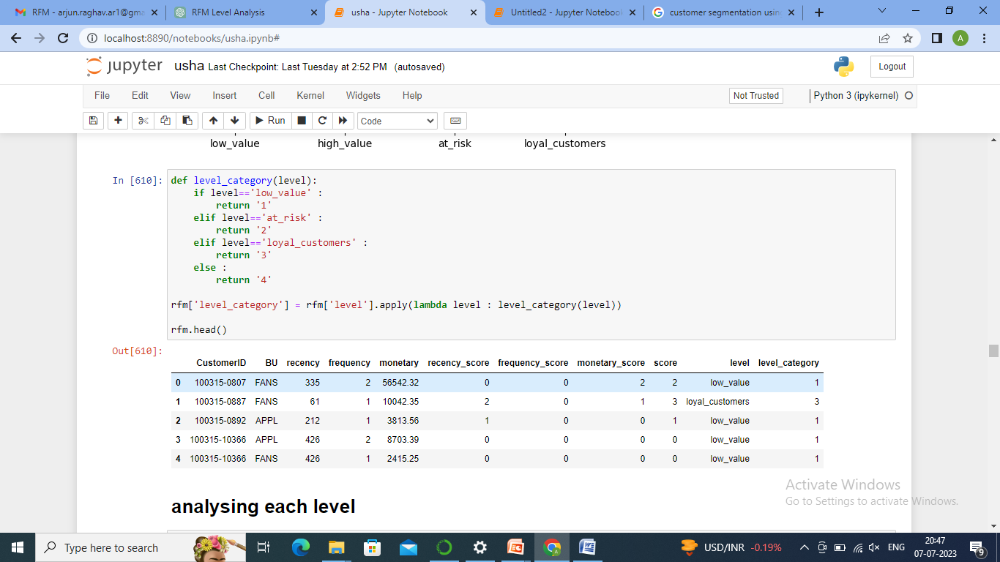 RFM - arjun.raghav.ar1@gma
RFM Level Analysis
usha - Jupyter Notebook
Untitled2 - Jupyter Notebook
customer segmentation usin
localhost:8890/notebooks/usha.ipynb#
A
jupyter usha Last Checkpoint: Last Tuesday at 2:52 PM (autosaved)
Logout
File Edit View Insert Cell Kernel Widgets Help
Not Trusted
Python 3 (ipykernel)
Run
Code
low_value high_value at_risk loyal_customers
In [610]:
def level_category(level):
    if level=='low_value' :
        return '1'
    elif level=='at_risk' :
        return '2'
    elif level=='loyal_customers' :
        return '3'
    else :
        return '4'
rfm['level_category'] = rfm['level'].apply(lambda level : level_category(level))
rfm.head()
Out[610]:
CustomerID BU recency frequency monetary recency_score frequency_score monetary_score score level level_category
0 100315-0807 FANS 335 2 56542.32 0 0 2 2 low_value 1
1 100315-0887 FANS 61 1 10042.35 2 0 1 3 loyal_customers 3
2 100315-0892 APPL 212 1 3813.56 1 0 0 1 low_value 1
3 100315-10366 APPL 426 2 8703.39 0 0 0 0 low_value 1
4 100315-10366 FANS 426 1 2415.25 0 0 0 0 low_value 1
analysing each level
Activate Windows
Go to Settings to activate Windows.
Type here to search
USD/INR -0.19%
ENG
20:47
07-07-2023
9